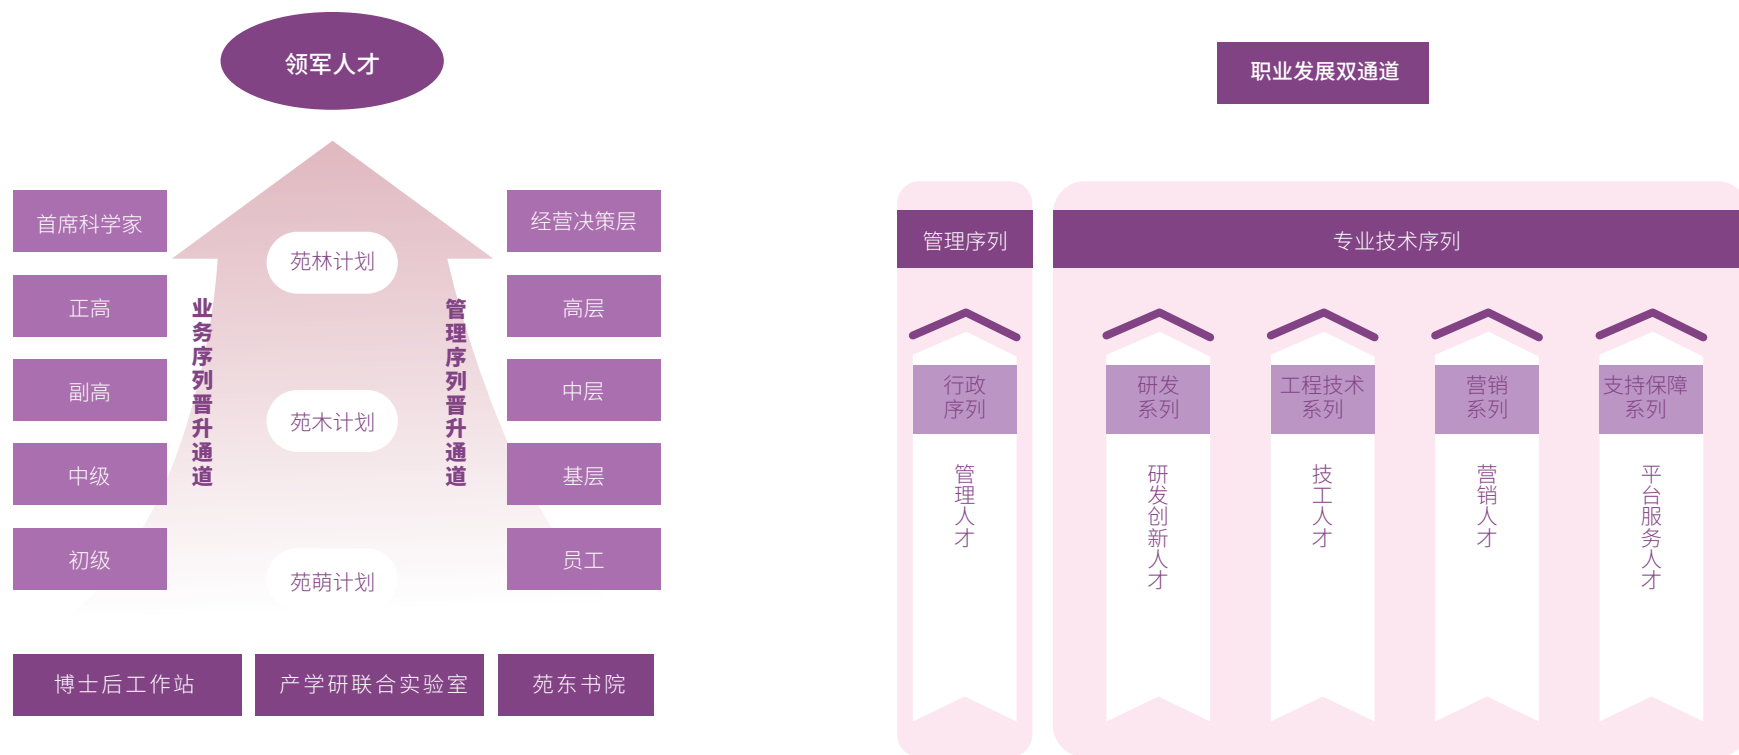 领军人才
首席科学家
正高
副高
中级
初级
业务序列晋升通道
苑林计划
苑木计划
苑萌计划
管理序列晋升通道
经营决策层
高层
中层
基层
员工
博士后工作站
产学研联合实验室
苑东书院
职业发展双通道
管理序列
专业技术序列
行政
序列
管理人才
研发
系列
研发创新人才
工程技术
系列
技工人才
营销
系列
营销人才
支持保障
系列
平台服务人才